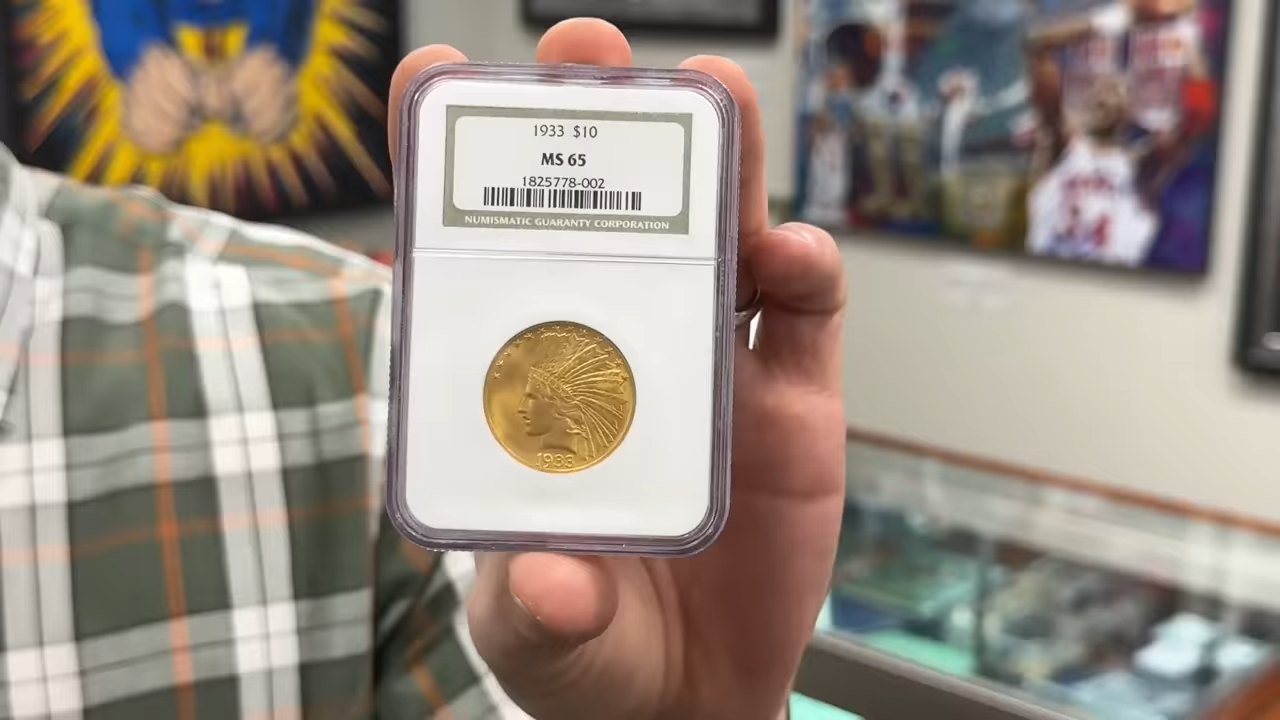 1933 $10
MS 65
1825778-002
NUMISMATIC GUARANTY CORPORATION
1933